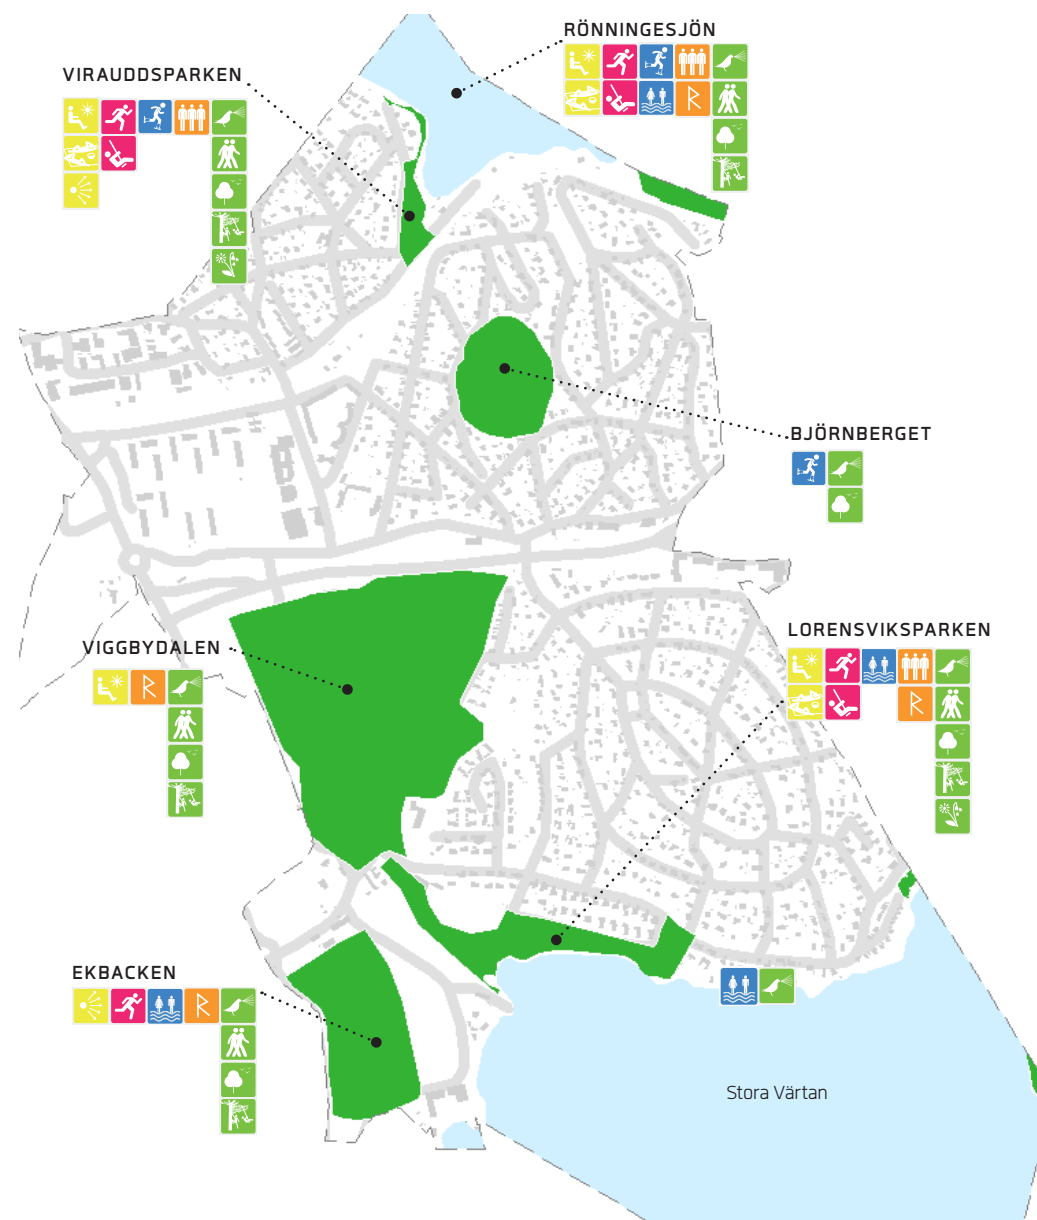 RÖNNINGESJÖN
VIRAUDDSPARKEN
BJÖRNBERGET
LORENSVIKSPARKEN
VIGGBYDALEN
EKBACKEN
Stora Värtan